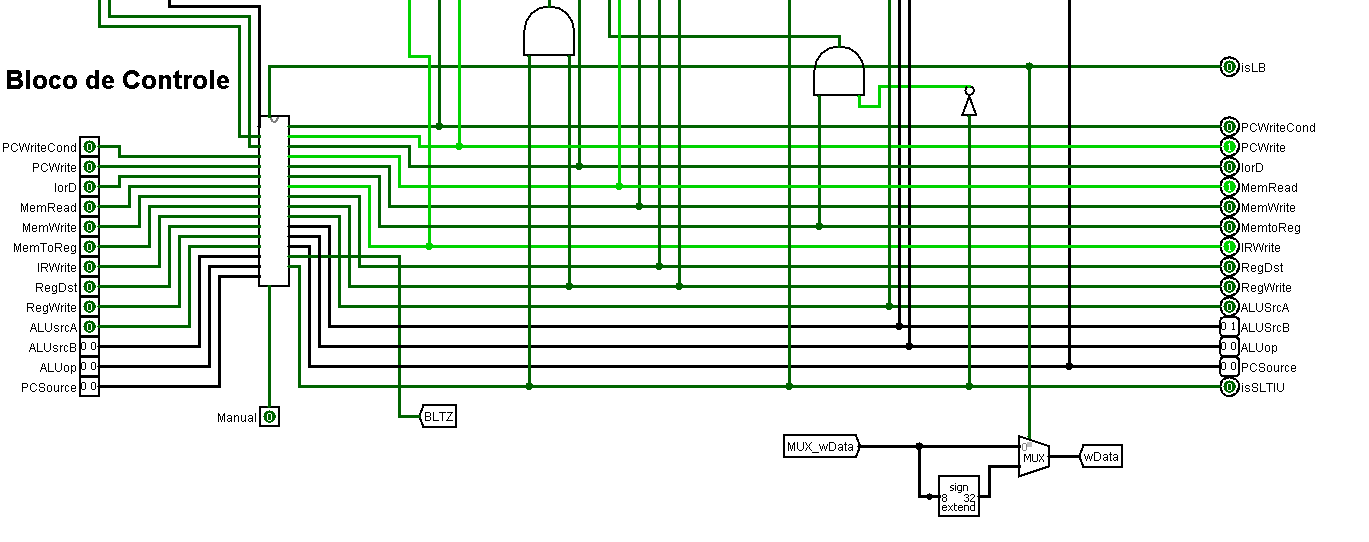 Bloco de Controle
PCWriteCond 0
PCWrite 0
IorD 0
MemRead 0
MemWrite 0
MemToReg 0
IRWrite 0
RegDst 0
RegWrite 0
ALUsrcA 0
ALUsrcB 0 0
ALUop 0 0
PCSource 0 0
Manual 0
BLTZ
0 isLB
0 PCWriteCond
1 PCWrite
0 IorD
1 MemRead
0 MemWrite
0 MemtoReg
1 IRWrite
0 RegDst
0 RegWrite
0 ALUSrcA
0 1 ALUSrcB
0 0 ALUop
0 0 PCSource
0 isSLTIU
MUX_wData
0
MUX
wData
sign
8 32
extend